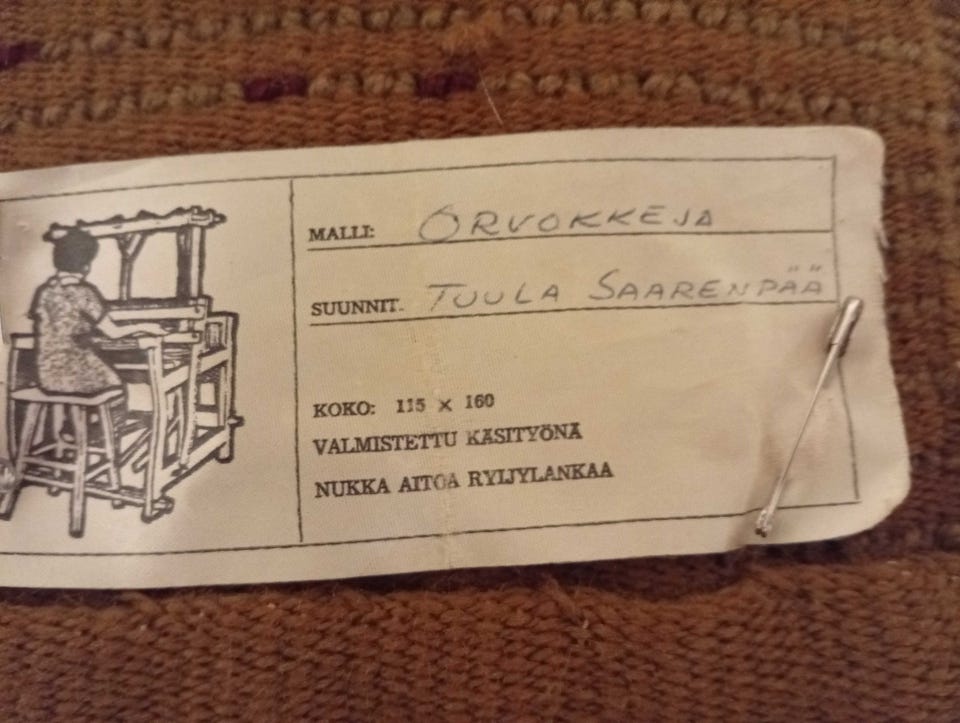 MALLI: ORVOKKEJA
SUUNNIT. TUULA SAARENPÄÄ
KOKO: 115 x 160
VALMISTETTU KÄSITYÖNÄ
NUKKA AITOA RYIJYLANKAA